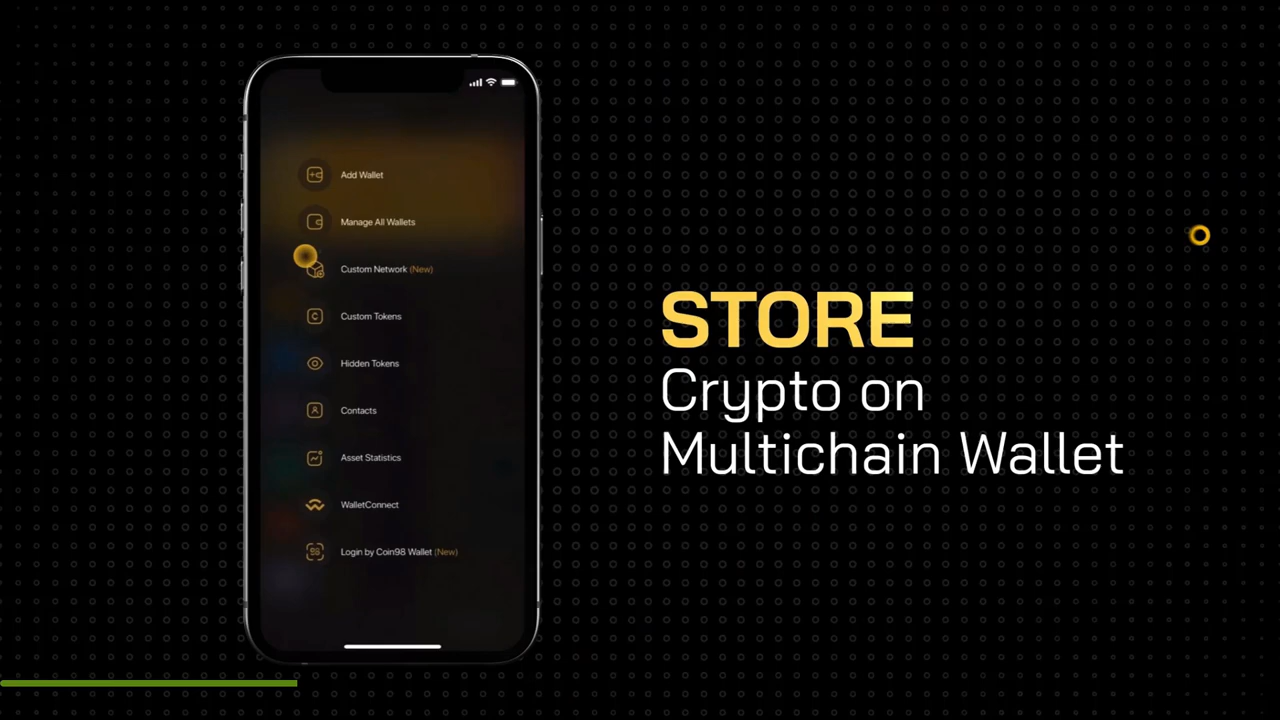 Add Wallet
Manage All Wallets
Custom Network (New)
Custom Tokens
Hidden Tokens
Contacts
Asset Statistics
WalletConnect
Login by Coin98 Wallet (New)
STORE
Crypto on
Multichain Wallet